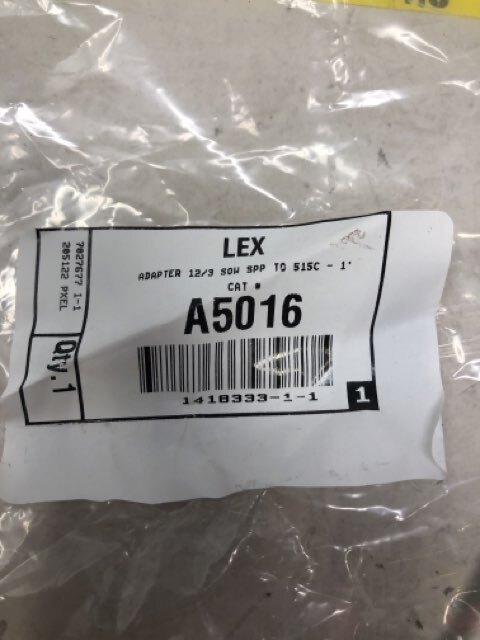 LEX
ADAPTER 12/3 SOW SPP TO 515C - 1'
CAT #
A5016
1418333-1-1
1
7027677 1-1
205122 PXEL
Qty. 1